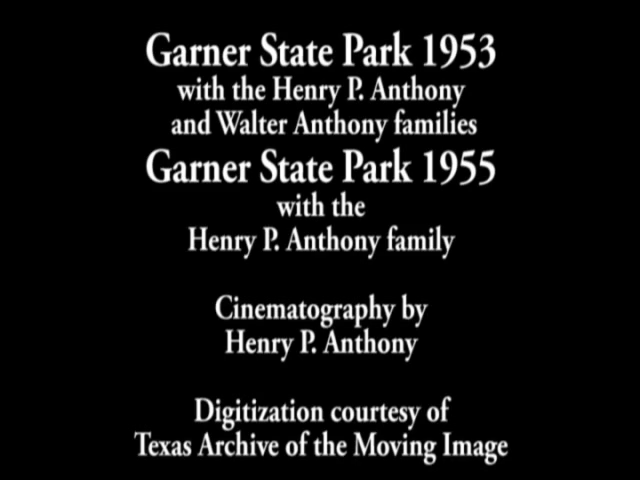 Garner State Park 1953
with the Henry P. Anthony
and Walter Anthony families
Garner State Park 1955
with the
Henry P. Anthony family
Cinematography by
Henry P. Anthony
Digitization courtesy of
Texas Archive of the Moving Image